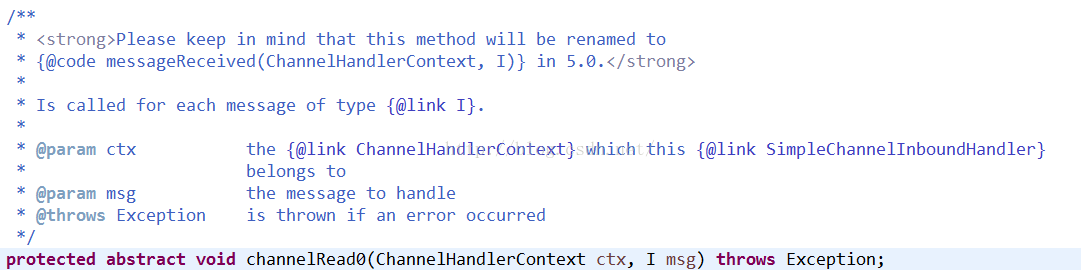 /**
 * <strong>Please keep in mind that this method will be renamed to
 * {@code messageReceived(ChannelHandlerContext, I)} in 5.0.</strong>
 *
 * Is called for each message of type {@link I}.
 *
 * @param ctx           the {@link ChannelHandlerContext} which this {@link SimpleChannelInboundHandler}
 *                      belongs to
 * @param msg           the message to handle
 * @throws Exception    is thrown if an error occurred
 */
protected abstract void channelRead0(ChannelHandlerContext ctx, I msg) throws Exception;